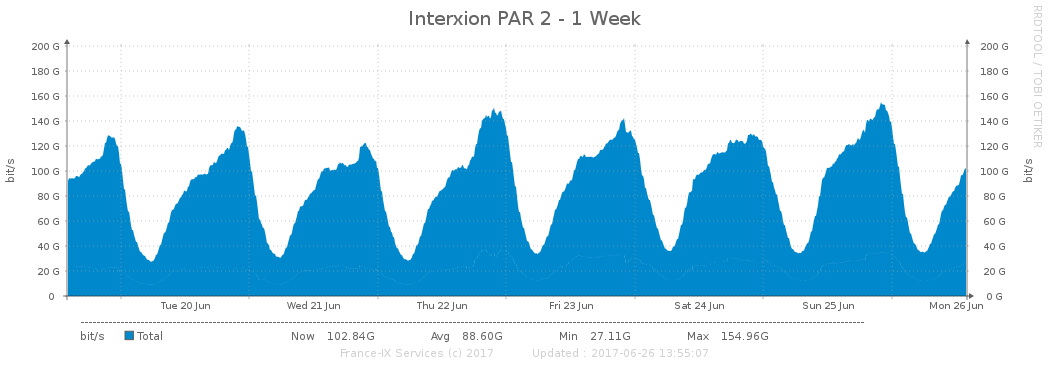 Interxion PAR 2 - 1 Week
RRDTOOL / TOBI OETIKER
bit/s
200 G 200 G
180 G 180 G
160 G 160 G
140 G 140 G
120 G 120 G
100 G 100 G
80 G 80 G
60 G 60 G
40 G 40 G
20 G 20 G
0 0 G
bit/s
Tue 20 Jun Wed 21 Jun Thu 22 Jun Fri 23 Jun Sat 24 Jun Sun 25 Jun Mon 26 Jun
bit/s Total Now 102.84G Avg 88.60G Min 27.11G Max 154.96G
France-IX Services (c) 2017 Updated : 2017-06-26 13:55:07